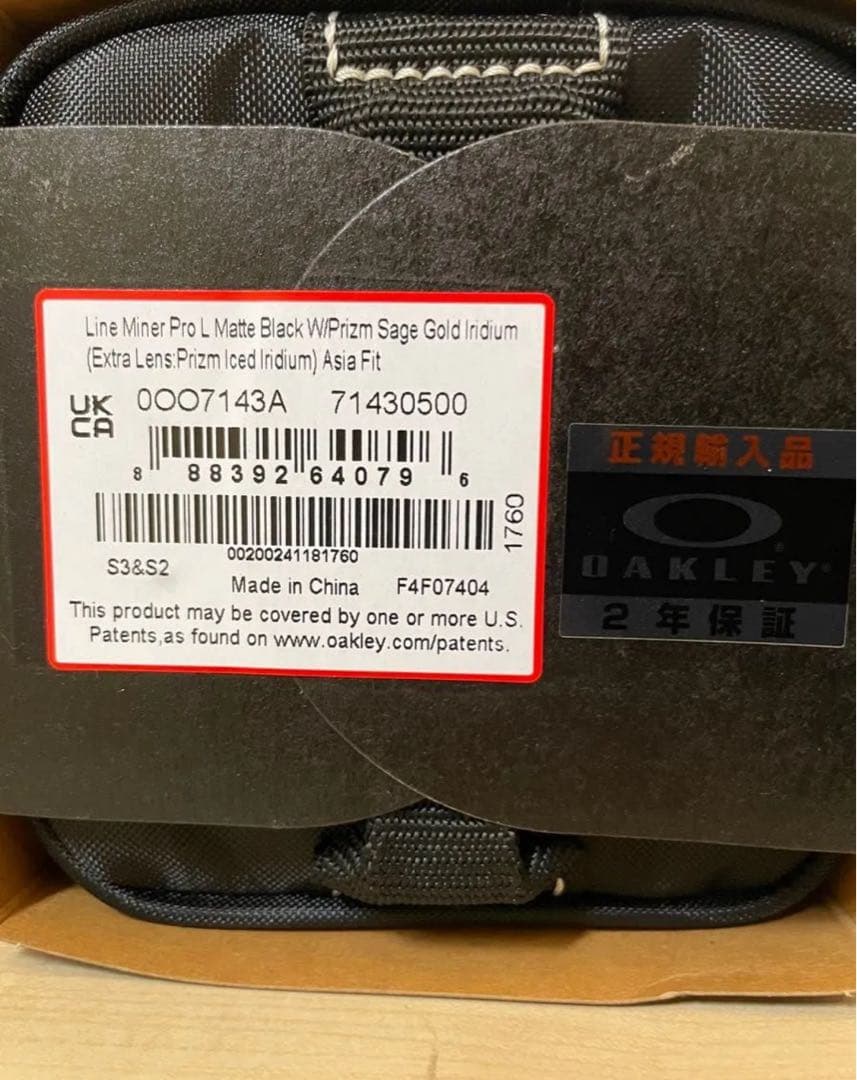 Line Miner Pro L Matte Black W/Prizm Sage Gold Iridium
(Extra Lens:Prizm Iced Iridium) Asia Fit
UK
CA
0OO7143A 71430500
8 88392 64079 6
00200241181760
1760
S3&S2
Made in China F4F07404
This product may be covered by one or more U.S.
Patents,as found on www.oakley.com/patents.
正規輸入品
OAKLEY®
2年保証